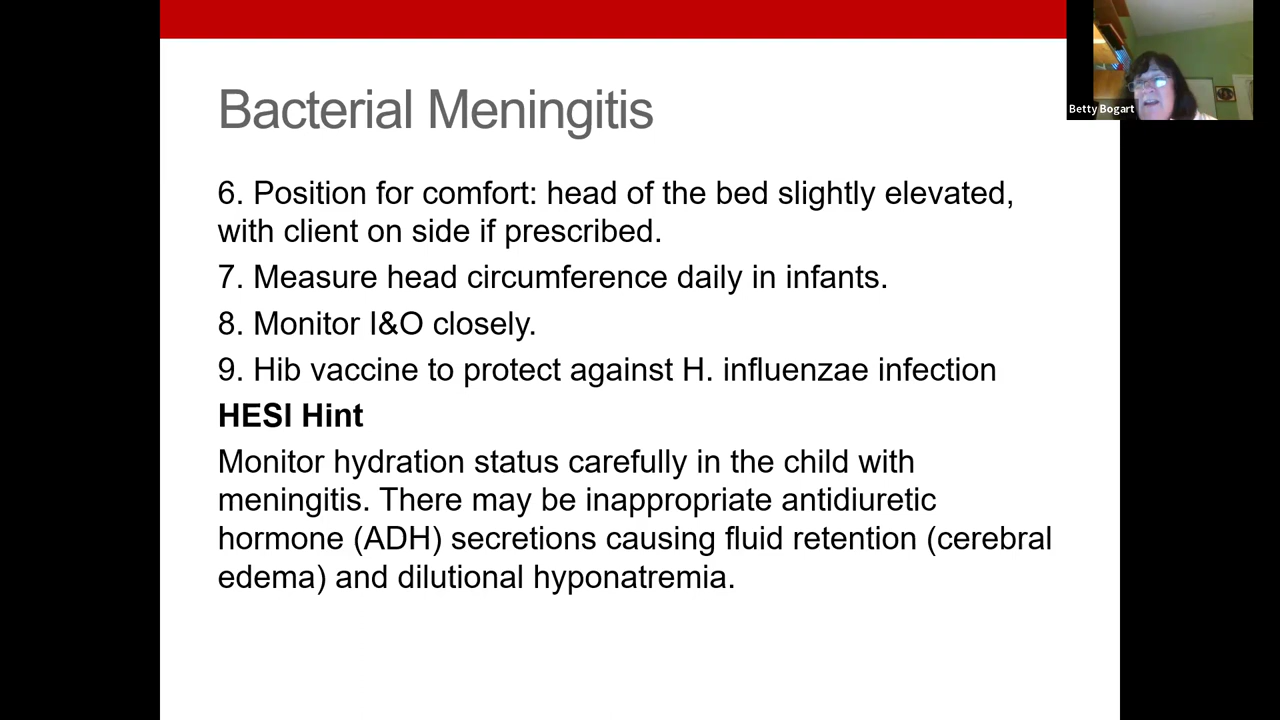 Bacterial Meningitis
Betty Bogart
6. Position for comfort: head of the bed slightly elevated,
with client on side if prescribed.
7. Measure head circumference daily in infants.
8. Monitor I&O closely.
9. Hib vaccine to protect against H. influenzae infection
HESI Hint
Monitor hydration status carefully in the child with
meningitis. There may be inappropriate antidiuretic
hormone (ADH) secretions causing fluid retention (cerebral
edema) and dilutional hyponatremia.